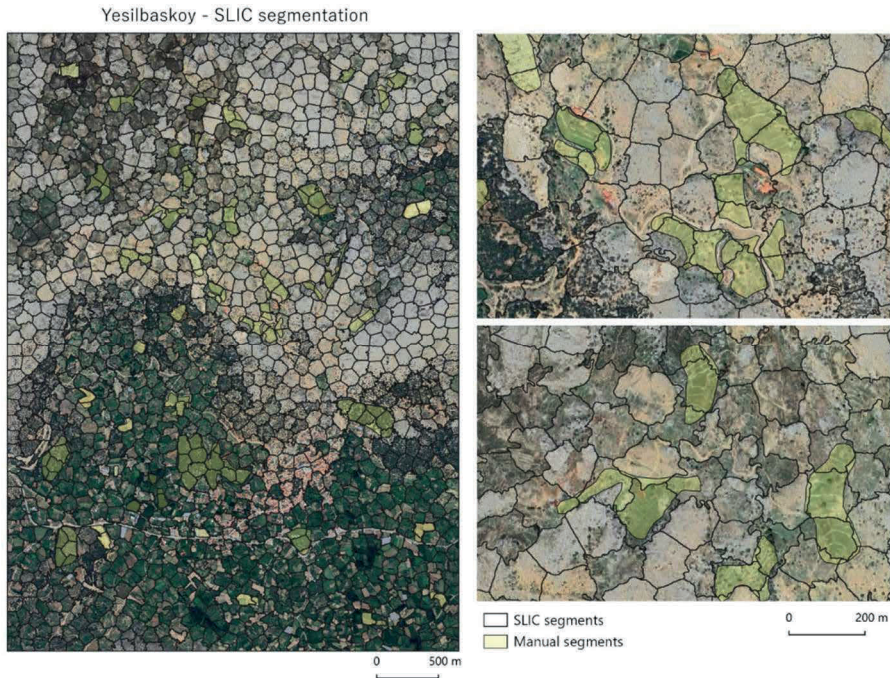 Yesilbaskoy - SLIC segmentation
SLIC segments
Manual segments
0 200 m
0 500 m